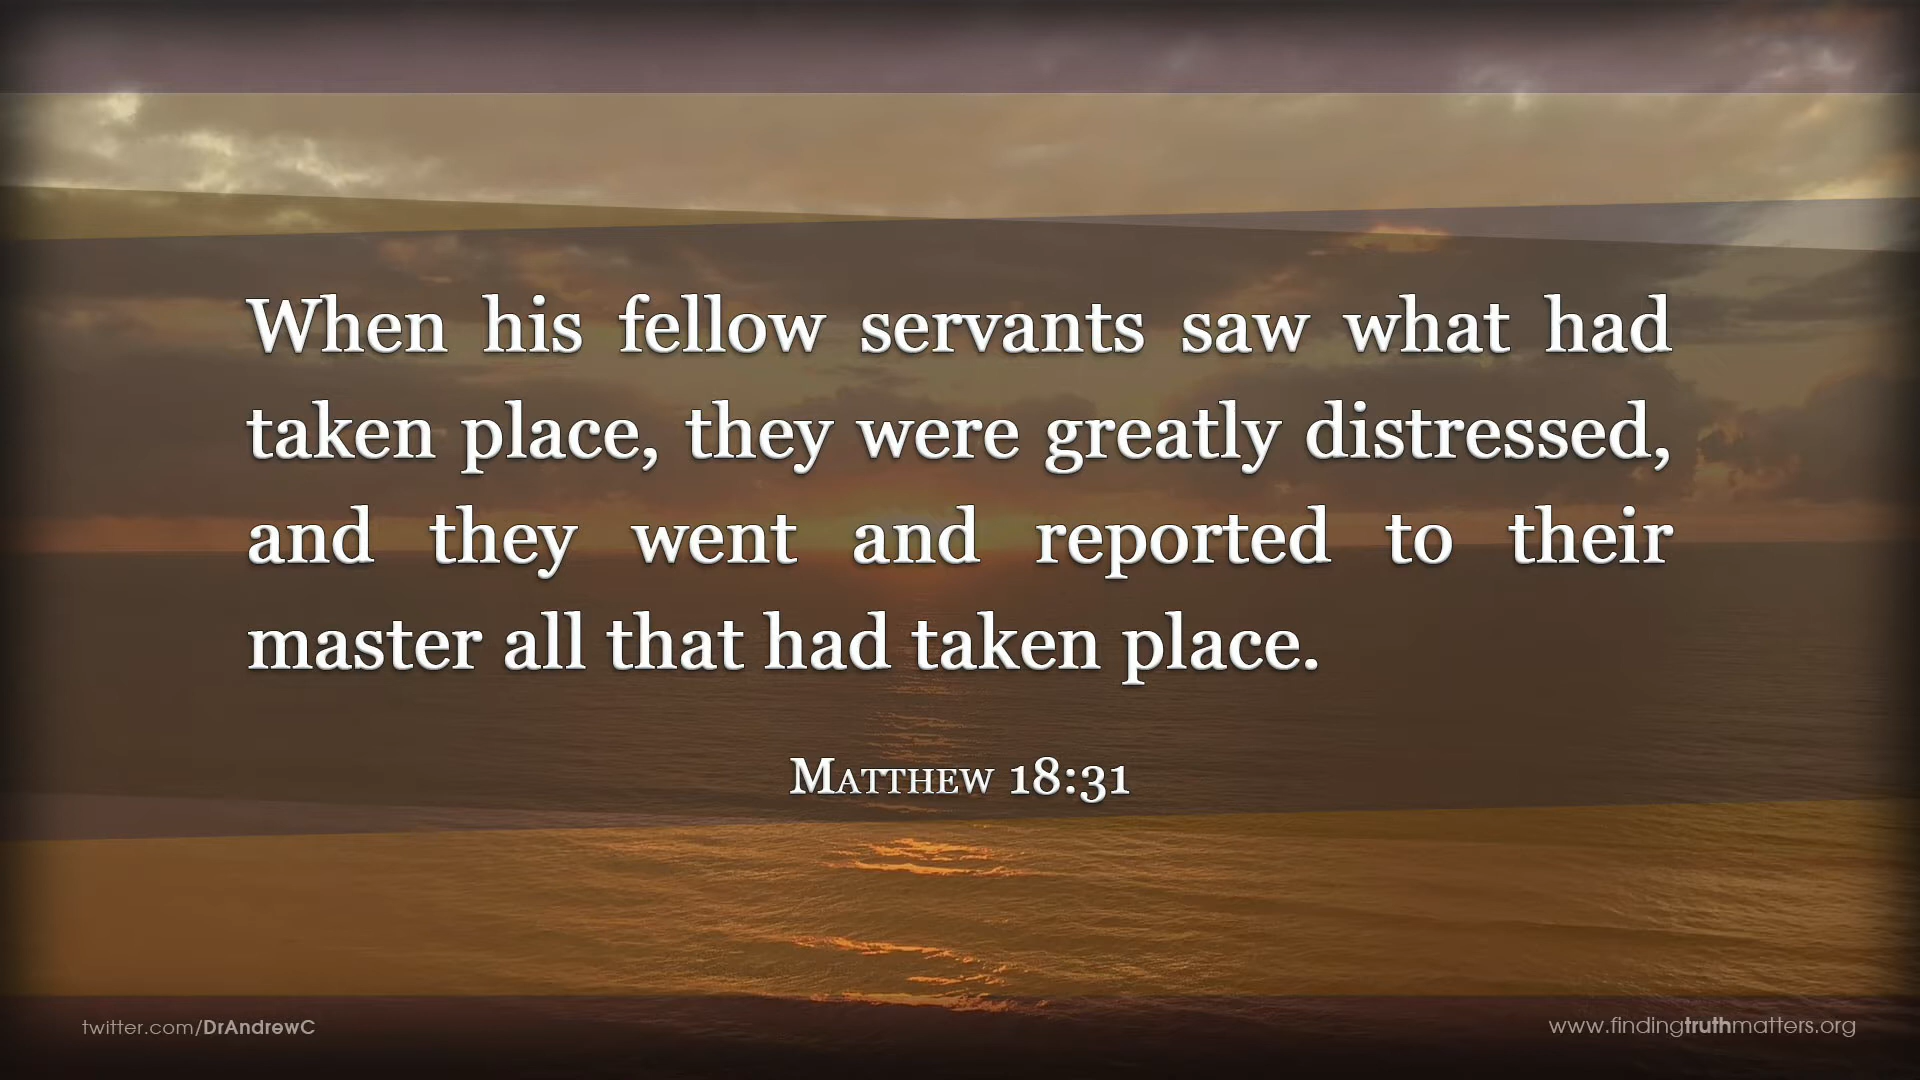 When his fellow servants saw what had
taken place, they were greatly distressed,
and they went and reported to their
master all that had taken place.
Matthew 18:31
twitter.com/DrAndrewC
www.findingtruthmatters.org